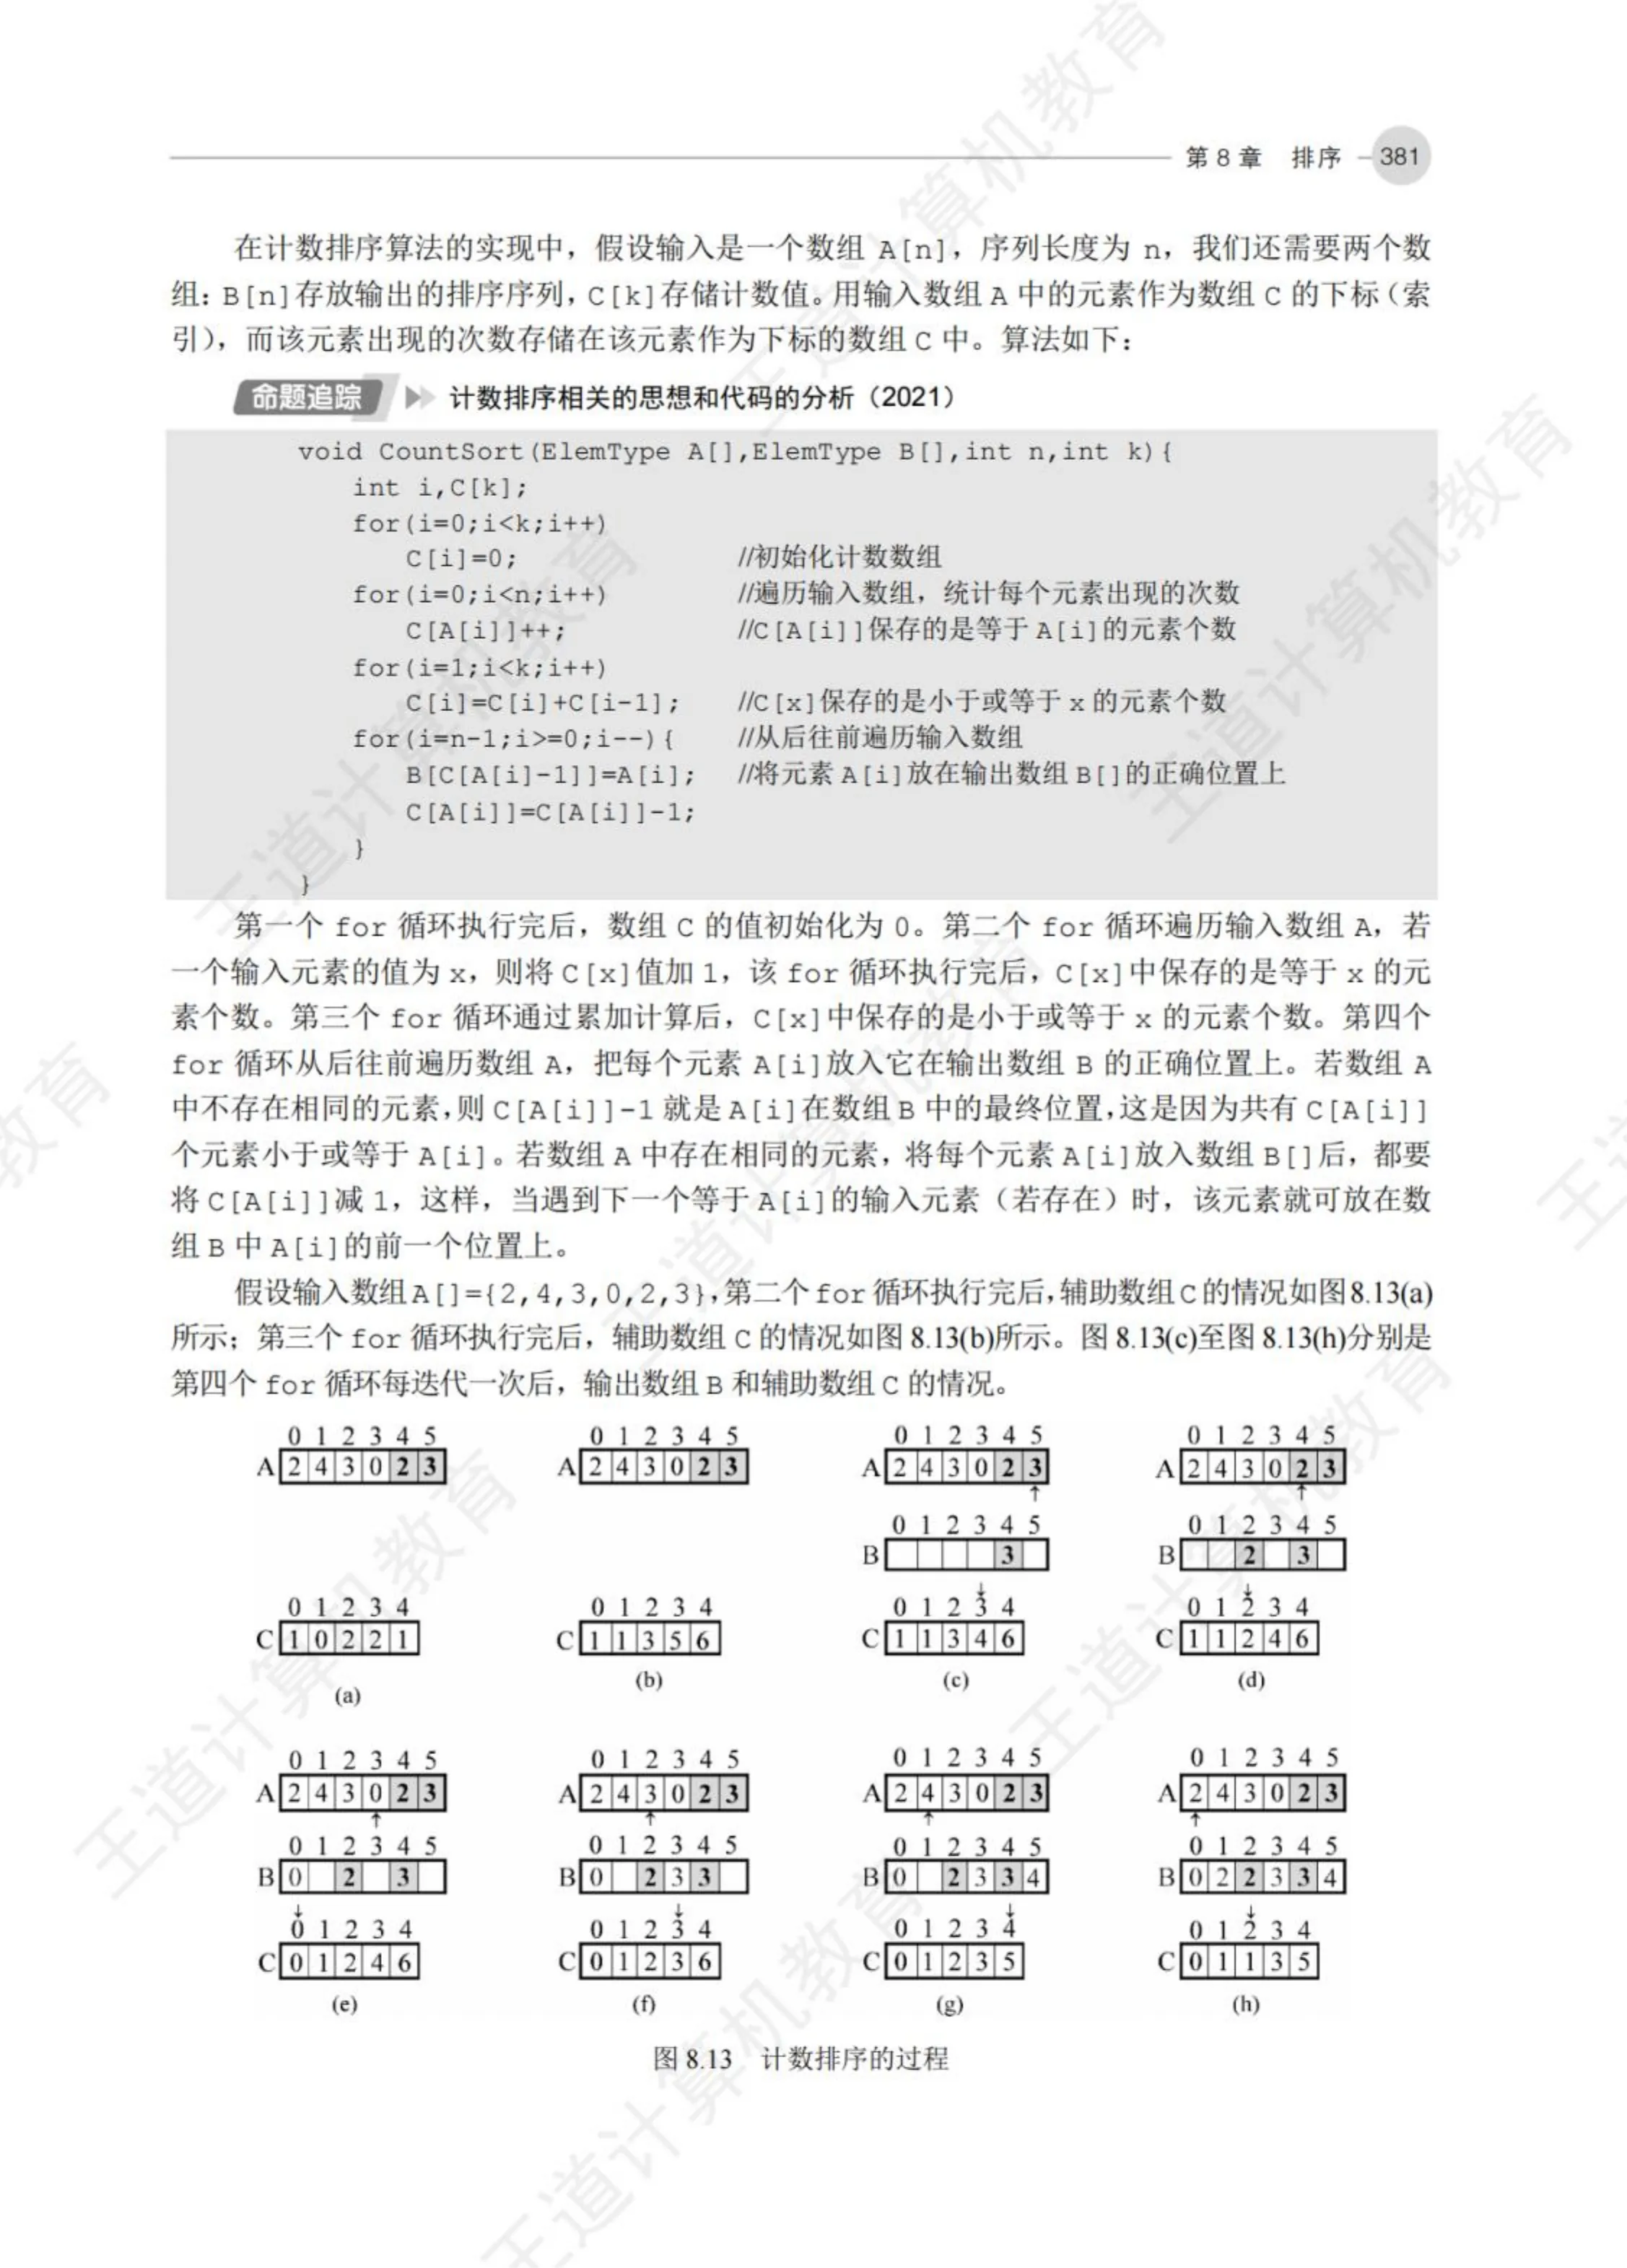 第 8 章 排序 381
在计数排序算法的实现中，假设输入是一个数组 A[n]，序列长度为 n，我们还需要两个数
组：B[n]存放输出的排序序列，C[k]存储计数值。用输入数组 A 中的元素作为数组 C 的下标（索
引），而该元素出现的次数存储在该元素作为下标的数组 C 中。算法如下：
命题追踪 计数排序相关的思想和代码的分析（2021）
void CountSort(ElemType A[],ElemType B[],int n,int k){
int i,C[k];
for(i=0;i<k;i++)
C[i]=0; //初始化计数数组
for(i=0;i<n;i++) //遍历输入数组，统计每个元素出现的次数
C[A[i]]++; //C[A[i]]保存的是等于 A[i]的元素个数
for(i=1;i<k;i++)
C[i]=C[i]+C[i-1]; //C[x]保存的是小于或等于 x 的元素个数
for(i=n-1;i>=0;i--){ //从后往前遍历输入数组
B[C[A[i]-1]]=A[i]; //将元素 A[i]放在输出数组 B[]的正确位置上
C[A[i]]=C[A[i]]-1;
}
}
第一个 for 循环执行完后，数组 C 的值初始化为 0。第二个 for 循环遍历输入数组 A，若
一个输入元素的值为 x，则将 C[x]值加 1，该 for 循环执行完后，C[x]中保存的是等于 x 的元
素个数。第三个 for 循环通过累加计算后，C[x]中保存的是小于或等于 x 的元素个数。第四个
for 循环从后往前遍历数组 A，把每个元素 A[i]放入它在输出数组 B 的正确位置上。若数组 A
中不存在相同的元素，则 C[A[i]]-1 就是 A[i]在数组 B 中的最终位置，这是因为共有 C[A[i]]
个元素小于或等于 A[i]。若数组 A 中存在相同的元素，将每个元素 A[i]放入数组 B[]后，都要
将 C[A[i]]减 1，这样，当遇到下一个等于 A[i]的输入元素（若存在）时，该元素就可放在数
组 B 中 A[i]的前一个位置上。
假设输入数组 A[]={2,4,3,0,2,3}，第二个 for 循环执行完后，辅助数组 C 的情况如图 8.13(a)
所示；第三个 for 循环执行完后，辅助数组 C 的情况如图 8.13(b)所示。图 8.13(c)至图 8.13(h)分别是
第四个 for 循环每迭代一次后，输出数组 B 和辅助数组 C 的情况。
0 1 2 3 4 5 0 1 2 3 4 5 0 1 2 3 4 5 0 1 2 3 4 5
A 2 4 3 0 2 3 A 2 4 3 0 2 3 A 2 4 3 0 2 3 A 2 4 3 0 2 3
0 1 2 3 4 5 0 1 2 3 4 5
B 3 B 2 3
0 1 2 3 4 0 1 2 3 4 0 1 2 3 4 0 1 2 3 4
C 1 0 2 2 1 C 1 1 3 5 6 C 1 1 3 4 6 C 1 1 2 4 6
(a) (b) (c) (d)
0 1 2 3 4 5 0 1 2 3 4 5 0 1 2 3 4 5 0 1 2 3 4 5
A 2 4 3 0 2 3 A 2 4 3 0 2 3 A 2 4 3 0 2 3 A 2 4 3 0 2 3
0 1 2 3 4 5 0 1 2 3 4 5 0 1 2 3 4 5 0 1 2 3 4 5
B 0 2 3 B 0 2 3 3 B 0 2 3 3 4 B 0 2 2 3 3 4
0 1 2 3 4 0 1 2 3 4 0 1 2 3 4 0 1 2 3 4
C 0 1 2 4 6 C 0 1 2 3 6 C 0 1 2 3 5 C 0 1 1 3 5
(e) (f) (g) (h)
图 8.13 计数排序的过程
王道计算机教育